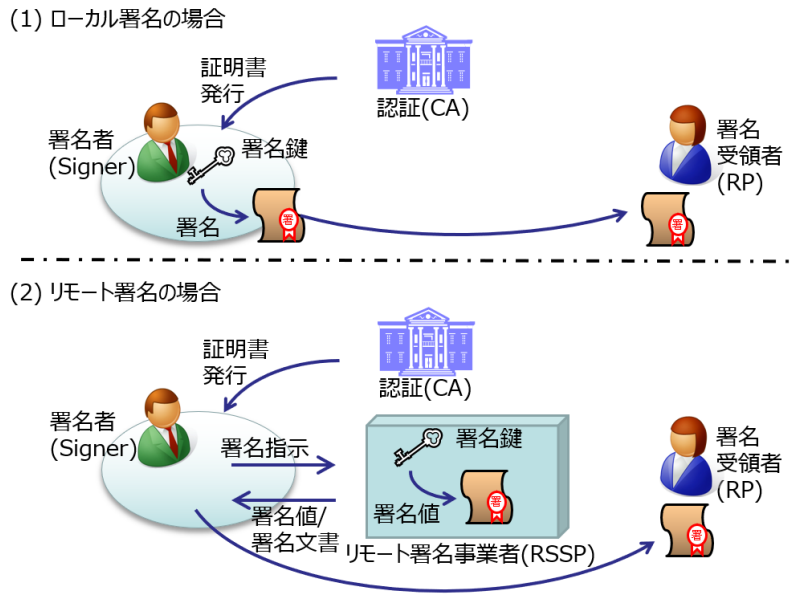 (1) ローカル署名の場合
証明書
発行
認証(CA)
署名者
(Signer)
署名鍵
署名
署
署名
受領者
(RP)
署
(2) リモート署名の場合
証明書
発行
認証(CA)
署名者
(Signer)
署名指示
署名鍵
署名値
署
署名値/
署名文書
リモート署名事業者(RSSP)
署名
受領者
(RP)
署